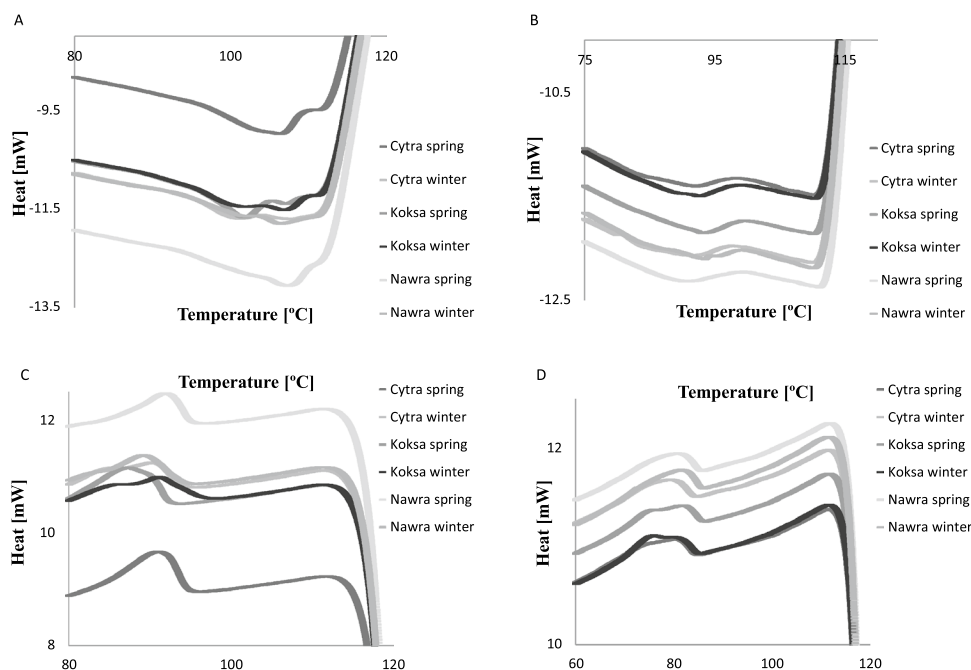 A
80
100
120
-9.5
-11.5
-13.5
Heat [mW]
Temperature [ºC]
Cytra spring
Cytra winter
Koksa spring
Koksa winter
Nawra spring
Nawra winter
B
75
95
115
-10.5
-12.5
Heat [mW]
Temperature [ºC]
Cytra spring
Cytra winter
Koksa spring
Koksa winter
Nawra spring
Nawra winter
C
Temperature [ºC]
12
10
8
80
100
120
Heat [mW]
Cytra spring
Cytra winter
Koksa spring
Koksa winter
Nawra spring
Nawra winter
D
Temperature [ºC]
12
10
60
80
100
120
Heat [mW]
Cytra spring
Cytra winter
Koksa spring
Koksa winter
Nawra spring
Nawra winter